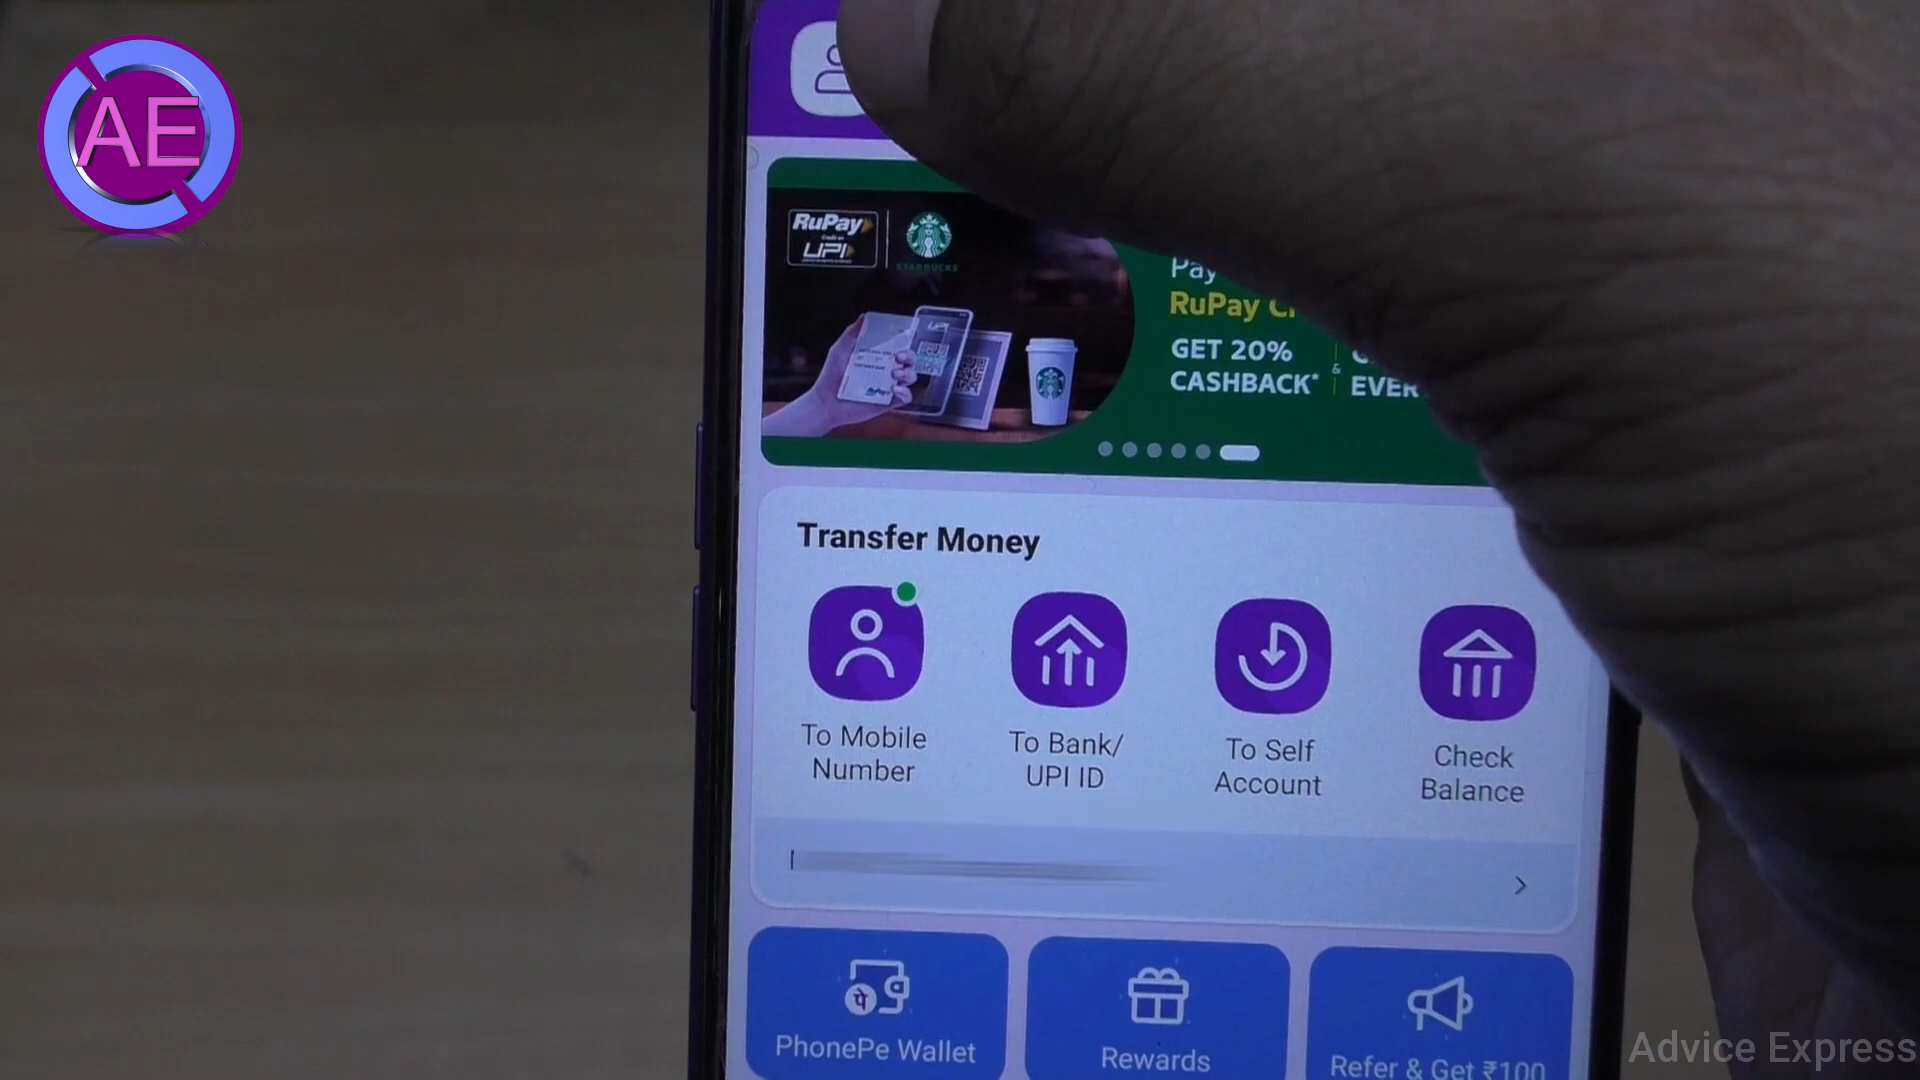 AE
RuPay
UPI
STARBUCKS
Pay
RuPay
GET 20%
CASHBACK*
&
EVER
Transfer Money
To Mobile
Number
To Bank/
UPI ID
To Self
Account
Check
Balance
पे
PhonePe Wallet
Rewards
Refer & Get ₹100
Advice Express